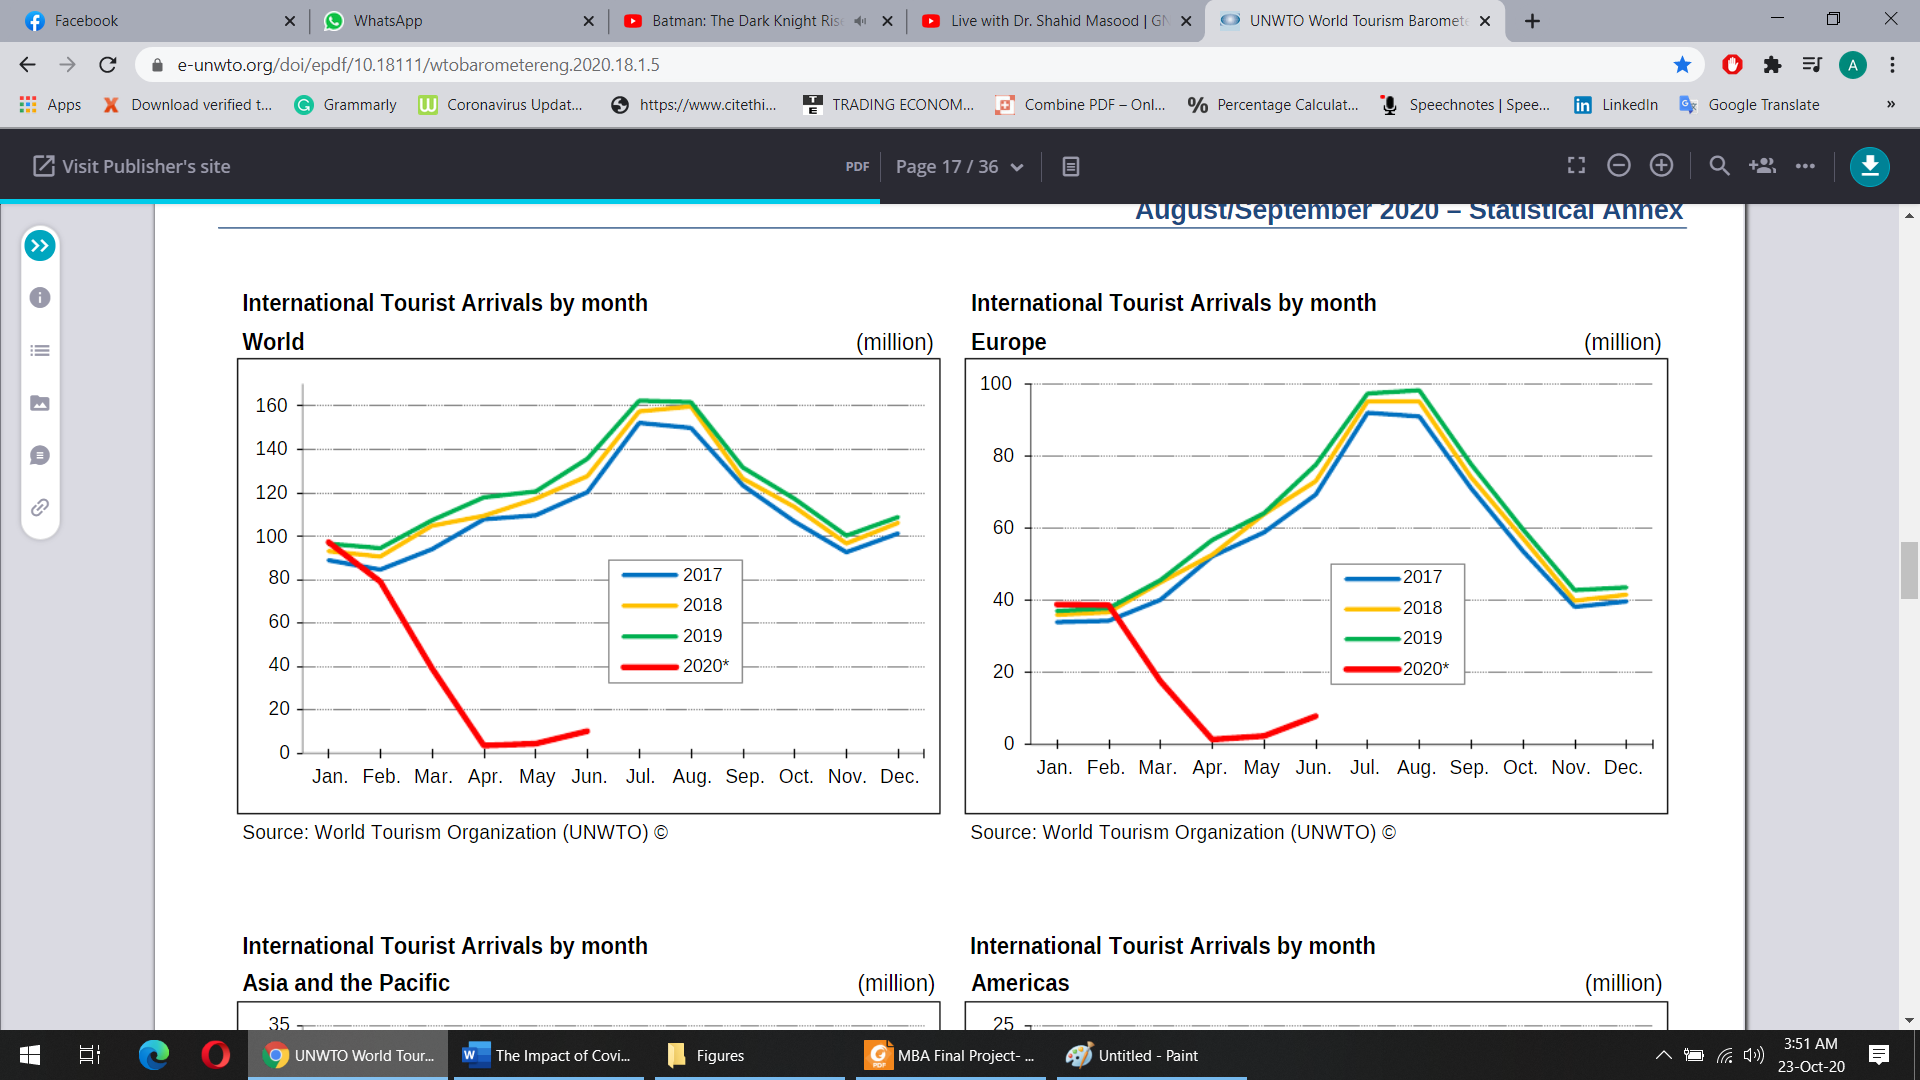 Facebook
WhatsApp
Batman: The Dark Knight Ris
Live with Dr. Shahid Masood | GN
UNWTO World Tourism Baromet
e-unwto.org/doi/epdf/10.18111/wtobarometereng.2020.18.1.5
A
Apps
Download verified t...
Grammarly
Coronavirus Updat...
https://www.citethi...
TRADING ECONOM...
Combine PDF – Onl...
Percentage Calculat...
Speechnotes | Spee...
LinkedIn
Google Translate
»
Visit Publisher's site
PDF
Page 17 / 36
August/September 2020 – Statistical Annex
International Tourist Arrivals by month
World (million)
160
140
120
100
80
60
40
20
0
Jan. Feb. Mar. Apr. May Jun. Jul. Aug. Sep. Oct. Nov. Dec.
2017
2018
2019
2020*
Source: World Tourism Organization (UNWTO) ©
International Tourist Arrivals by month
Europe (million)
100
80
60
40
20
0
Jan. Feb. Mar. Apr. May Jun. Jul. Aug. Sep. Oct. Nov. Dec.
2017
2018
2019
2020*
Source: World Tourism Organization (UNWTO) ©
International Tourist Arrivals by month
Asia and the Pacific (million)
35
International Tourist Arrivals by month
Americas (million)
25
UNWTO World Tour...
The Impact of Covi...
Figures
MBA Final Project- ...
Untitled - Paint
3:51 AM
23-Oct-20